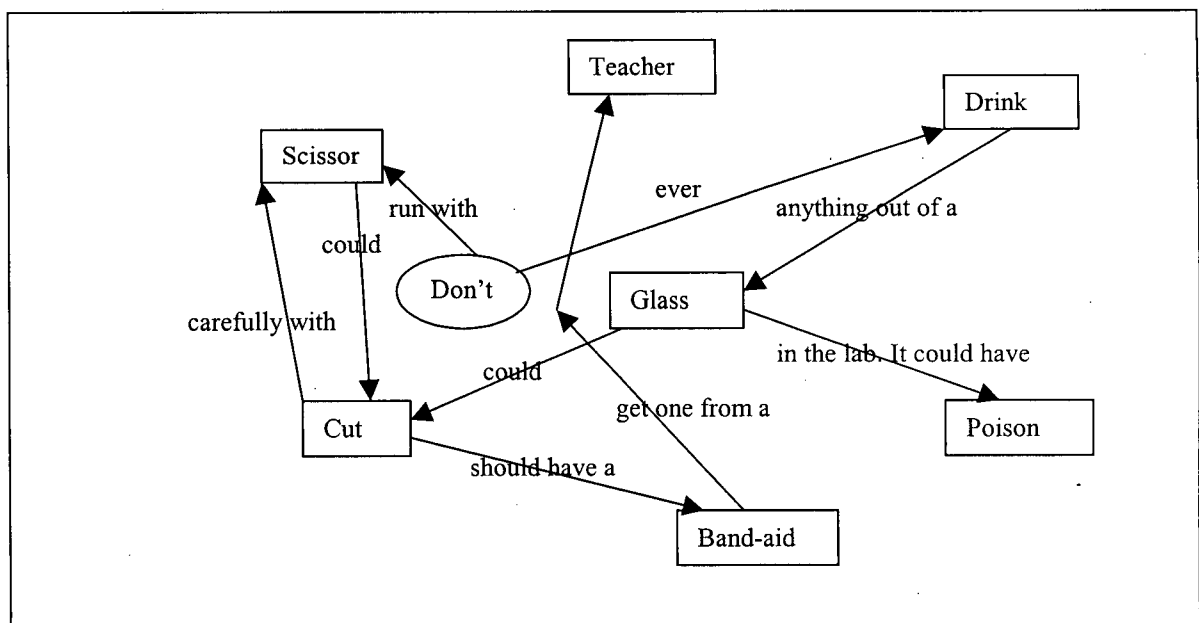 Teacher
Drink
Scissor
ever
run with
anything out of a
could
Don't
Glass
carefully with
in the lab. It could have
could
get one from a
Cut
Poison
should have a
Band-aid